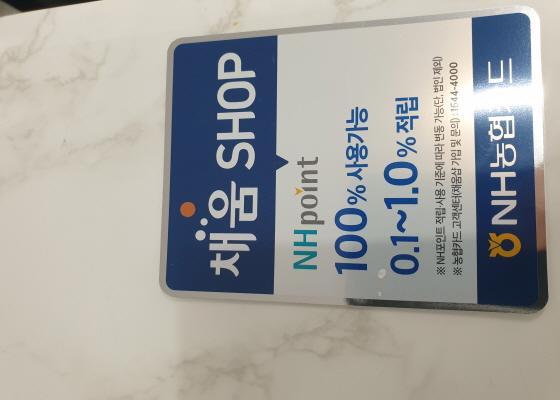 채움 SHOP
NHpoint
100% 사용가능
0.1~1.0% 적립
※ NH포인트 적립·사용 기준에 따라 변동 가능(단, 법인 제외)
※ 농협카드 고객센터(채움샵 가입 및 문의) : 1644-4000
NH농협카드